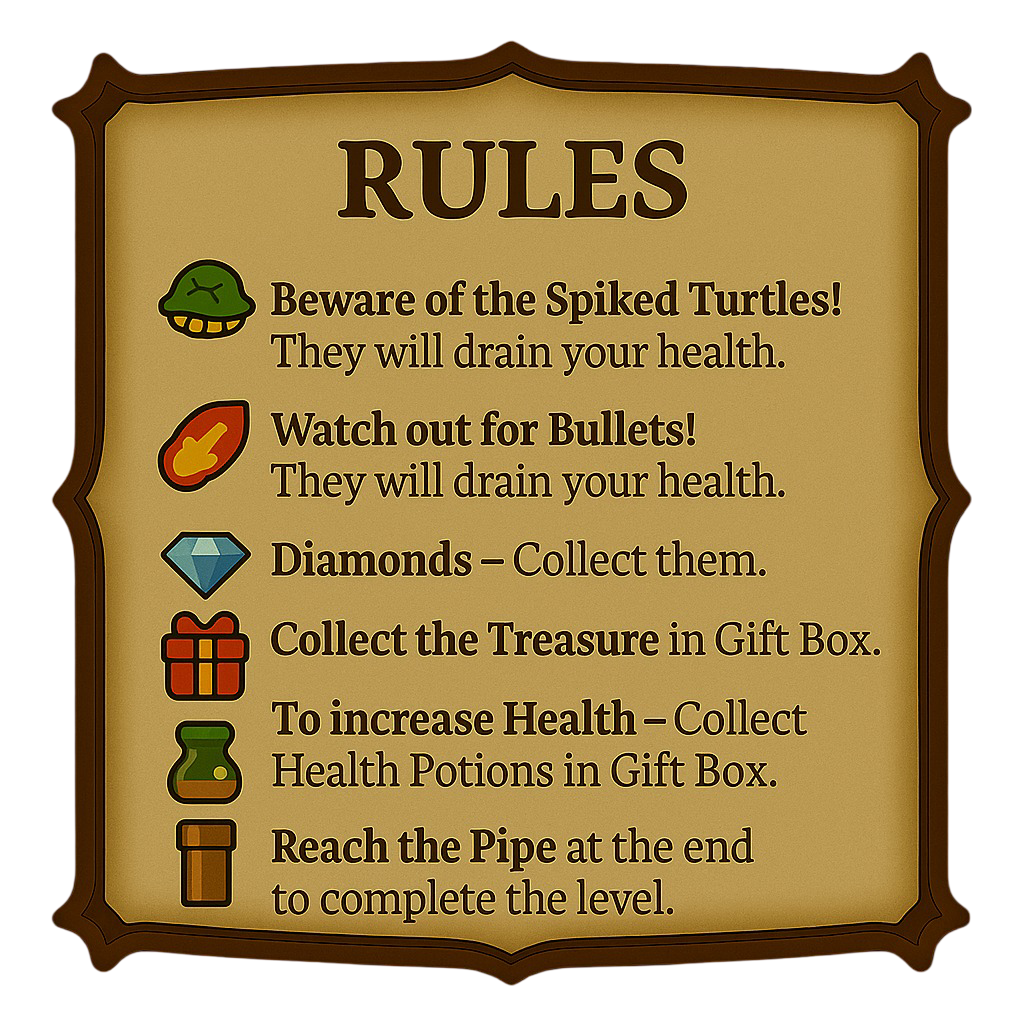 RULES
Beware of the Spiked Turtles!
They will drain your health.
Watch out for Bullets!
They will drain your health.
Diamonds – Collect them.
Collect the Treasure in Gift Box.
To increase Health – Collect
Health Potions in Gift Box.
Reach the Pipe at the end
to complete the level.